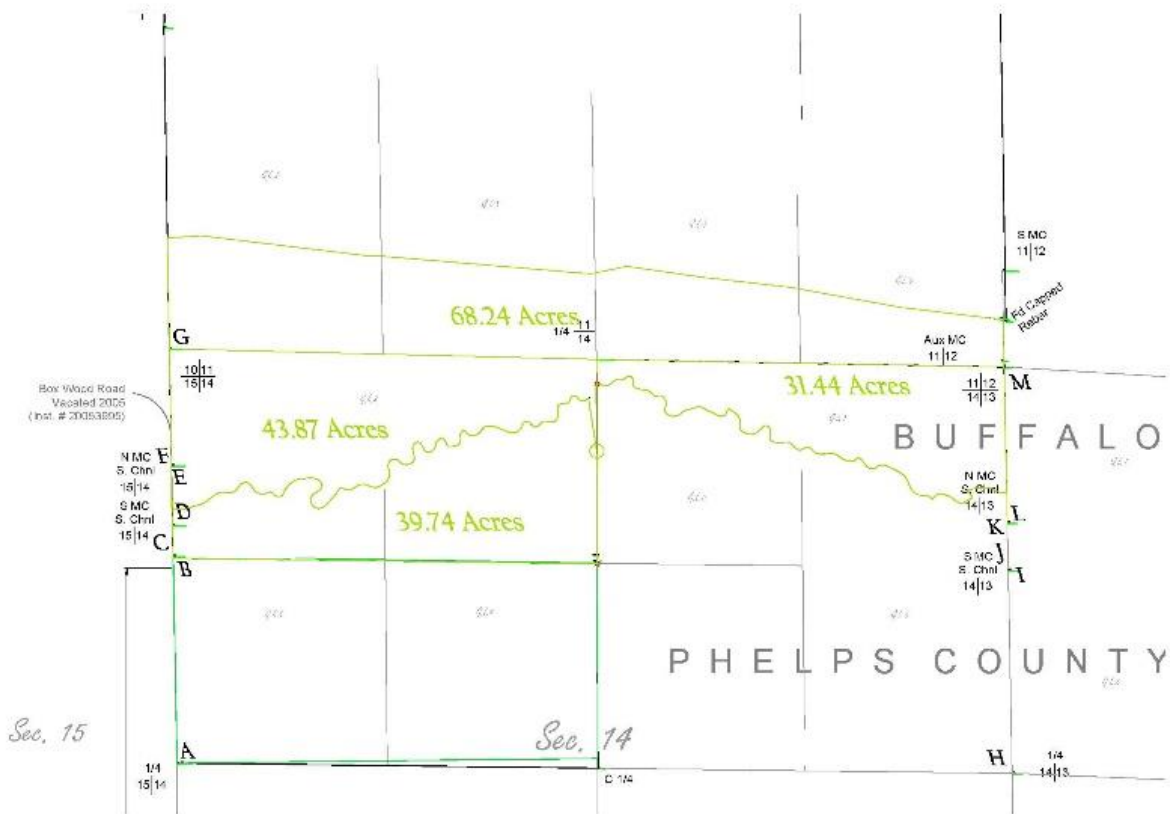 S MC
11|12
Fd Capped
Rebar
68.24 Acres
1/4 11
14
G
Aux MC
11|12
10|11
15|14
31.44 Acres
11|12
14|13
M
Box Wood Road
Vacated 2005
(Inst. # 20053695)
43.87 Acres
BUFFALO
E
N MC
S. Chnl
15|14
E
N MC
S. Chnl
14|13
D
S MC
S. Chnl
15|14
39.74 Acres
L
K
C
B
J
S MC
S. Chnl
14|13
I
PHELPS COUNTY
Sec. 15
Sec. 14
A
1/4
15|14
C 1/4
H
1/4
14|13